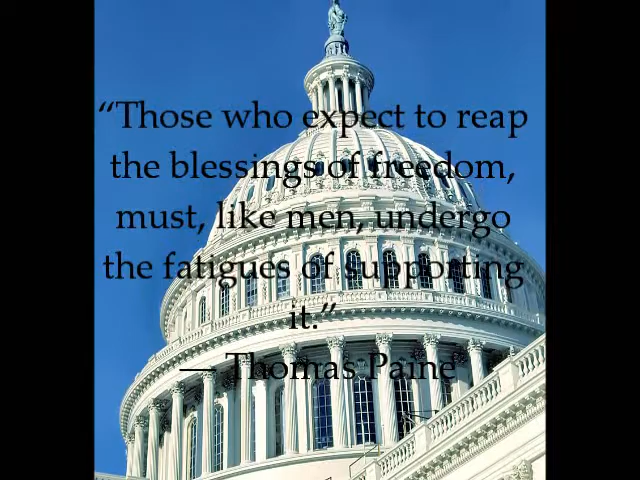 “Those who expect to reap
the blessings of freedom,
must, like men, undergo
the fatigues of supporting
it.”
— Thomas Paine